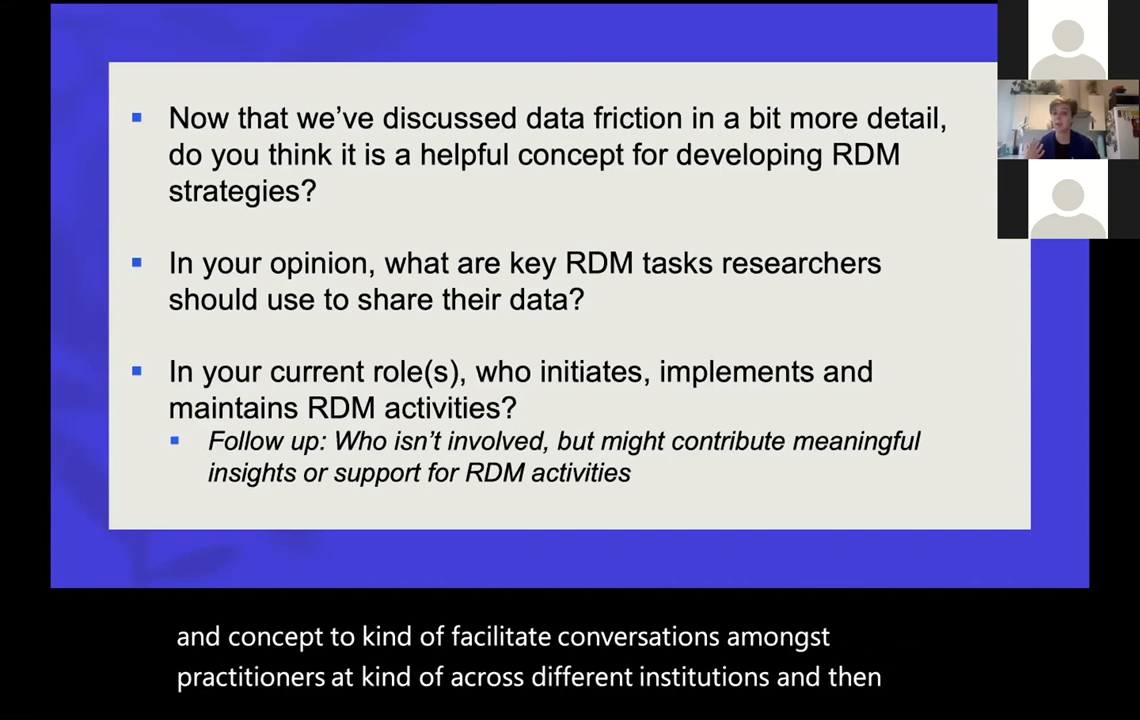 Now that we've discussed data friction in a bit more detail,
do you think it is a helpful concept for developing RDM
strategies?
In your opinion, what are key RDM tasks researchers
should use to share their data?
In your current role(s), who initiates, implements and
maintains RDM activities?
Follow up: Who isn't involved, but might contribute meaningful
insights or support for RDM activities
and concept to kind of facilitate conversations amongst
practitioners at kind of across different institutions and then